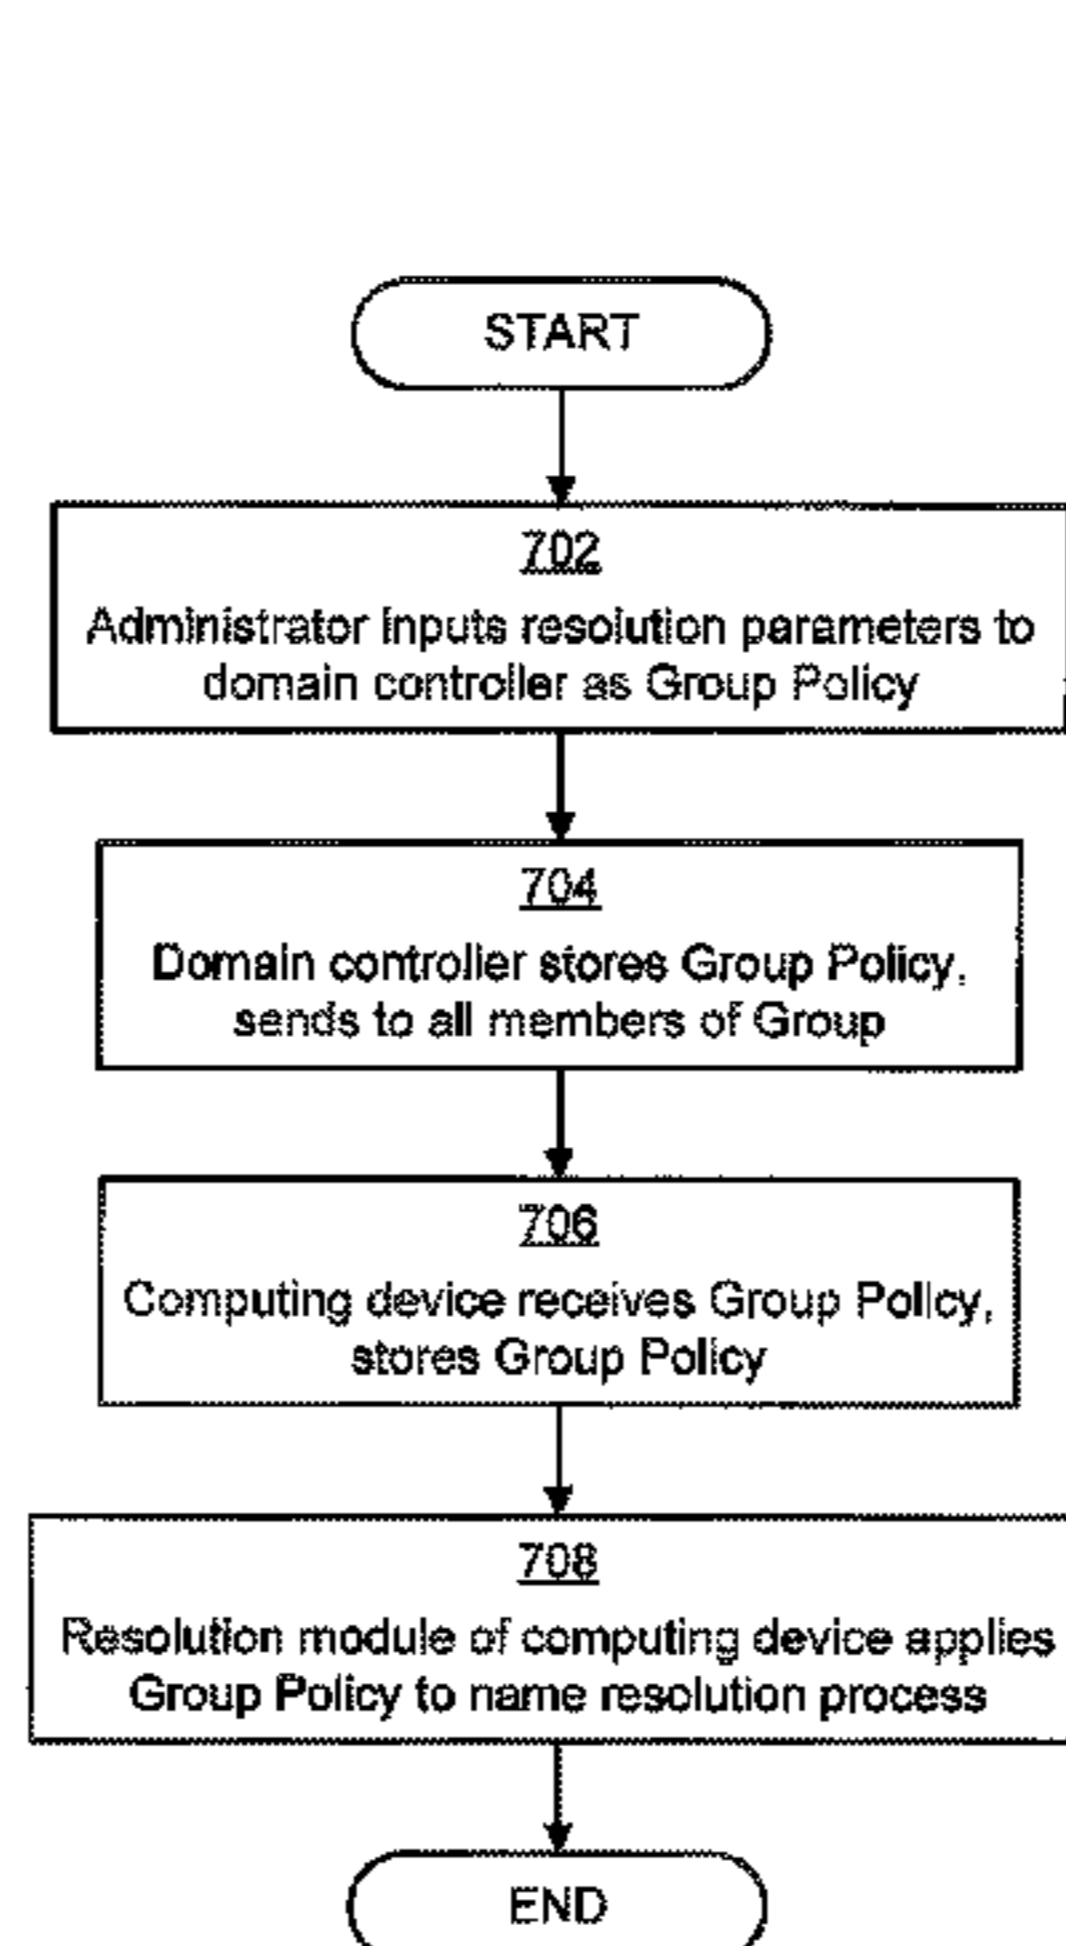 START
702
Administrator inputs resolution parameters to
domain controller as Group Policy
704
Domain controller stores Group Policy,
sends to all members of Group
706
Computing device receives Group Policy,
stores Group Policy
708
Resolution module of computing device applies
Group Policy to name resolution process
END